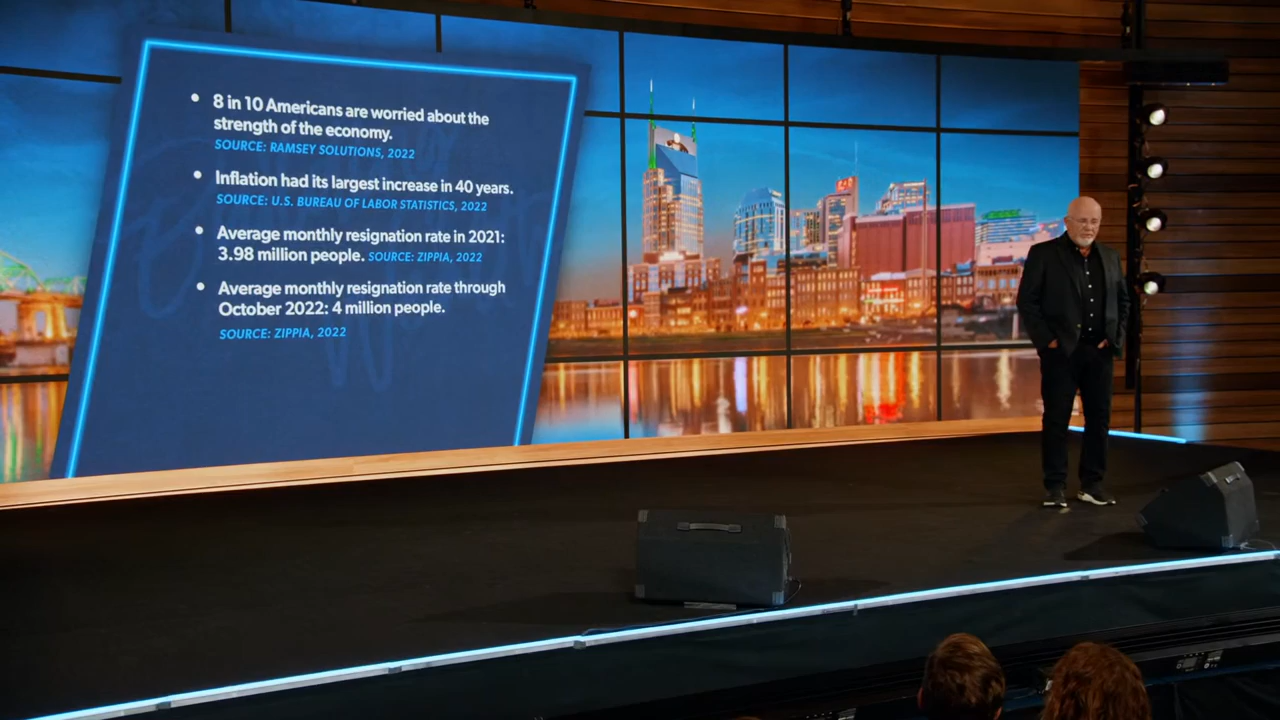 • 8 in 10 Americans are worried about the
strength of the economy.
SOURCE: RAMSEY SOLUTIONS, 2022
• Inflation had its largest increase in 40 years.
SOURCE: U.S. BUREAU OF LABOR STATISTICS, 2022
• Average monthly resignation rate in 2021:
3.98 million people. SOURCE: ZIPPIA, 2022
• Average monthly resignation rate through
October 2022: 4 million people.
SOURCE: ZIPPIA, 2022